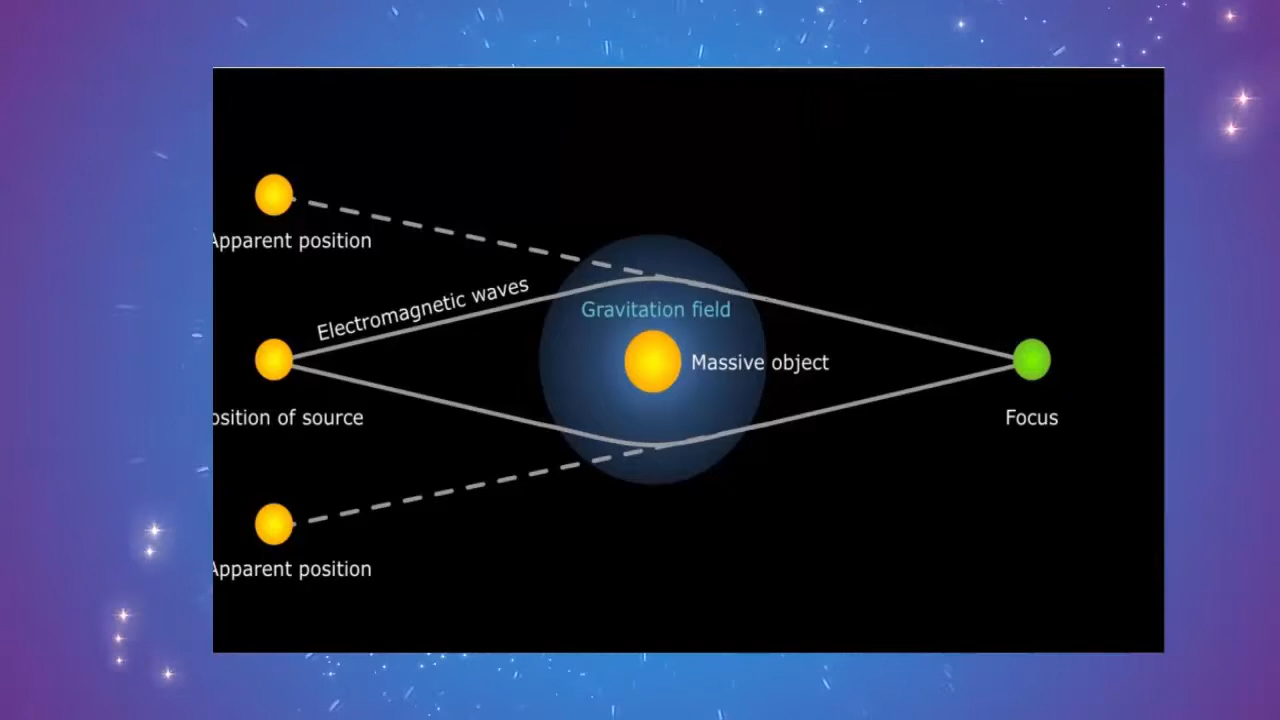 Apparent position
Electromagnetic waves
Gravitation field
Massive object
osition of source
Focus
Apparent position